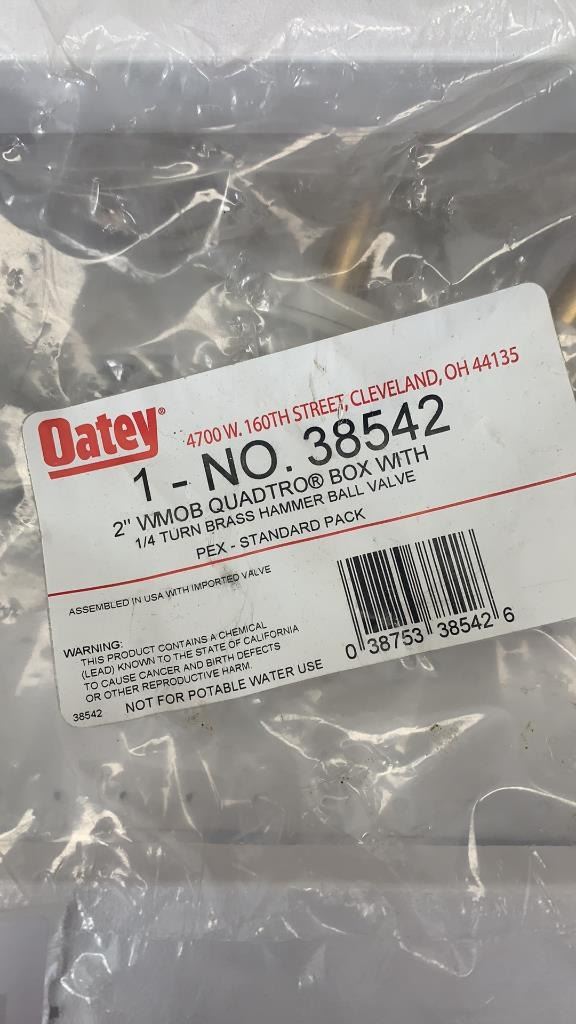 Oatey®
4700 W. 160TH STREET, CLEVELAND, OH 44135
1 - NO. 38542
2" WMOB QUADTRO® BOX WITH
1/4 TURN BRASS HAMMER BALL VALVE
PEX - STANDARD PACK
ASSEMBLED IN USA WITH IMPORTED VALVE
WARNING:
THIS PRODUCT CONTAINS A CHEMICAL
(LEAD) KNOWN TO THE STATE OF CALIFORNIA
TO CAUSE CANCER AND BIRTH DEFECTS
OR OTHER REPRODUCTIVE HARM.
NOT FOR POTABLE WATER USE
38542
0 38753 38542 6